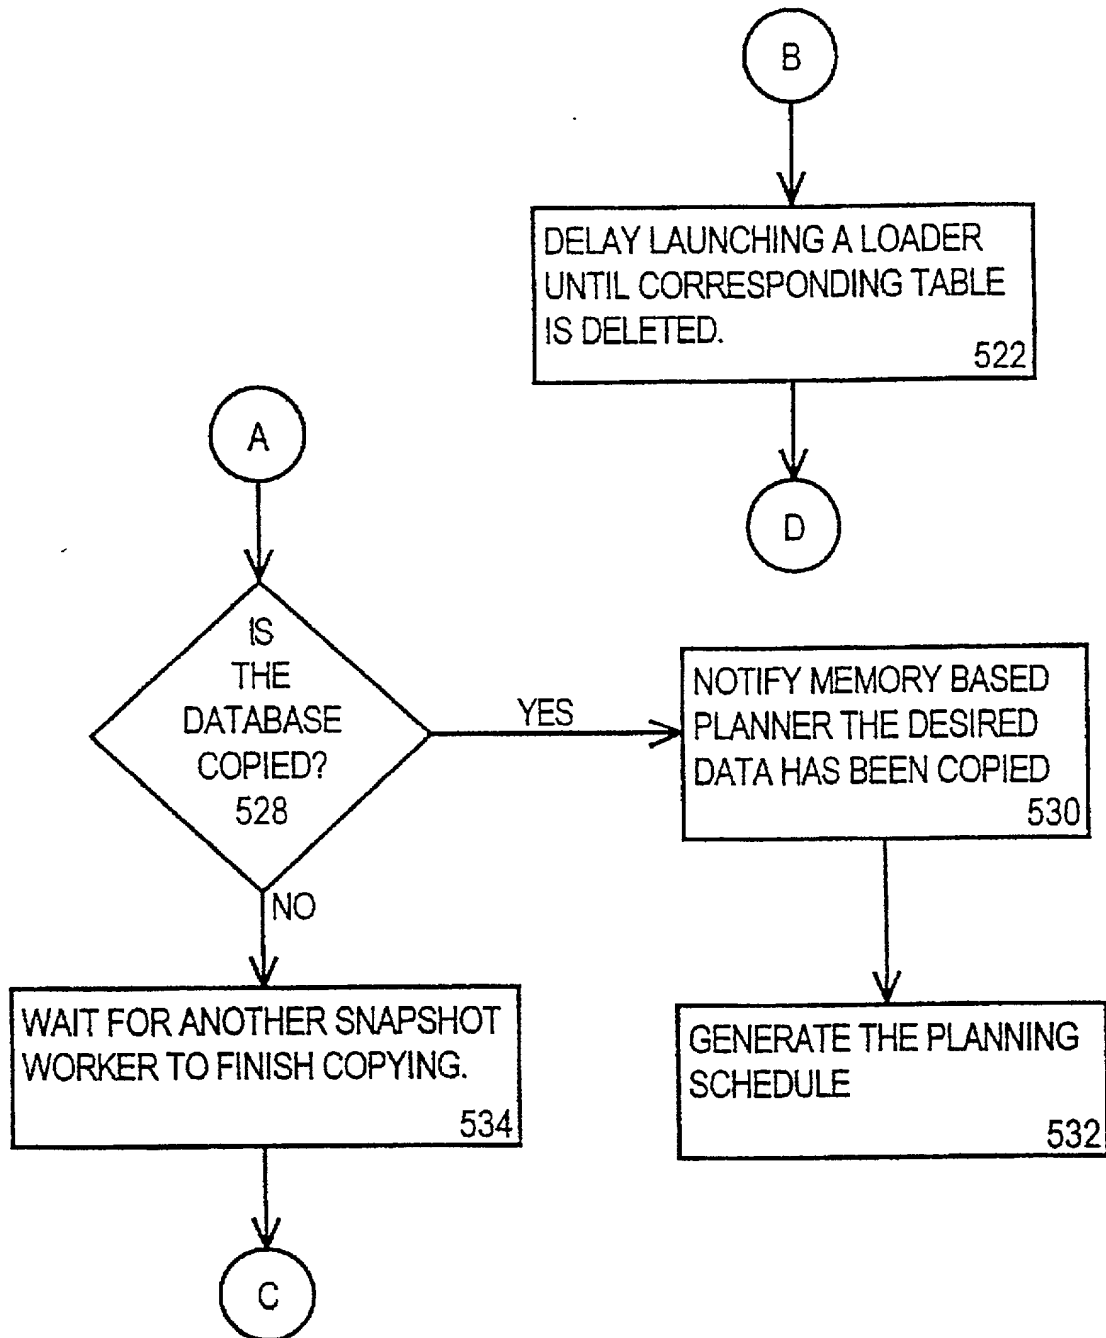 B
DELAY LAUNCHING A LOADER
UNTIL CORRESPONDING TABLE
IS DELETED.
522
D
A
IS
THE
DATABASE
COPIED?
528
YES
NOTIFY MEMORY BASED
PLANNER THE DESIRED
DATA HAS BEEN COPIED
530
NO
WAIT FOR ANOTHER SNAPSHOT
WORKER TO FINISH COPYING.
534
GENERATE THE PLANNING
SCHEDULE
532
C